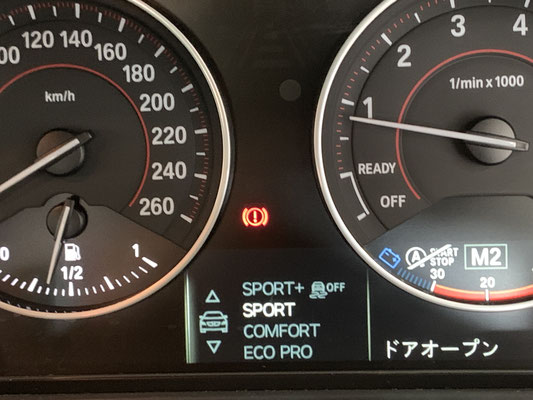 100 120 140 160 180 200 220 240 260
km/h
0 1/2 1
1 2 3 4
1/min x 1000
READY
OFF
START
STOP
M2
30 20
SPORT+ OFF
SPORT
COMFORT
ECO PRO
ドアオープン